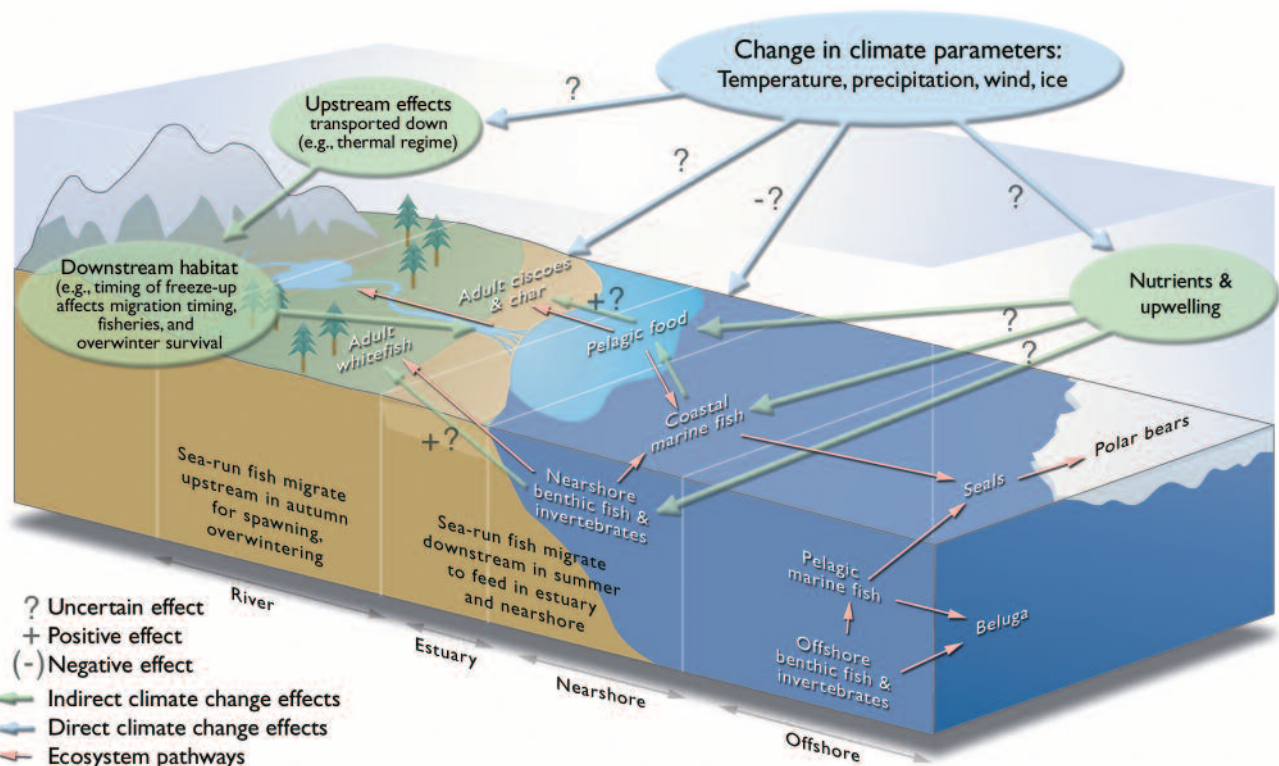 Change in climate parameters:
Temperature, precipitation, wind, ice
?
Upstream effects
transported down
(e.g., thermal regime)
?
-?
?
Downstream habitat
(e.g., timing of freeze-up
affects migration timing,
fisheries, and
overwinter survival
Nutrients &
upwelling
Adult ciscoes
& char
+?
Pelagic food
?
?
Adult
whitefish
Coastal
marine fish
+?
Polar bears
Seals
Nearshore
benthic fish &
invertebrates
Sea-run fish migrate
upstream in autumn
for spawning,
overwintering
Sea-run fish migrate
downstream in summer
to feed in estuary
and nearshore
Pelagic
marine fish
Beluga
Offshore
benthic fish &
invertebrates
River
Estuary
Nearshore
Offshore
? Uncertain effect
+ Positive effect
(-) Negative effect
Indirect climate change effects
Direct climate change effects
Ecosystem pathways